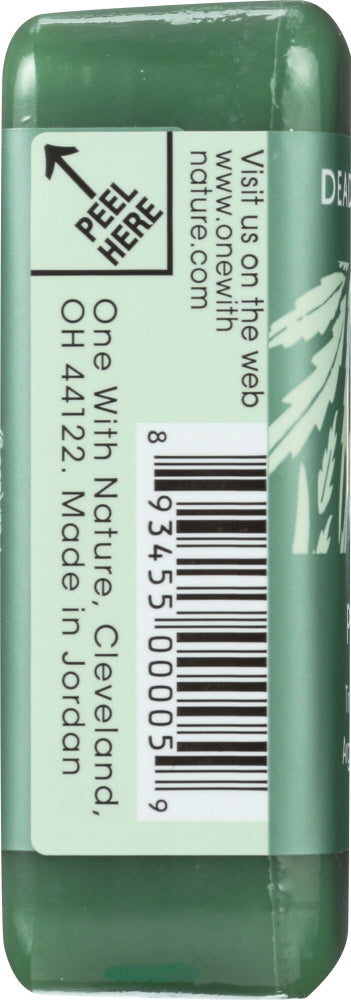 PEEL
HERE
Visit us on the web
www.onewith
nature.com
One With Nature, Cleveland,
OH 44122. Made in Jordan
8 93455 00005 9
DEAD